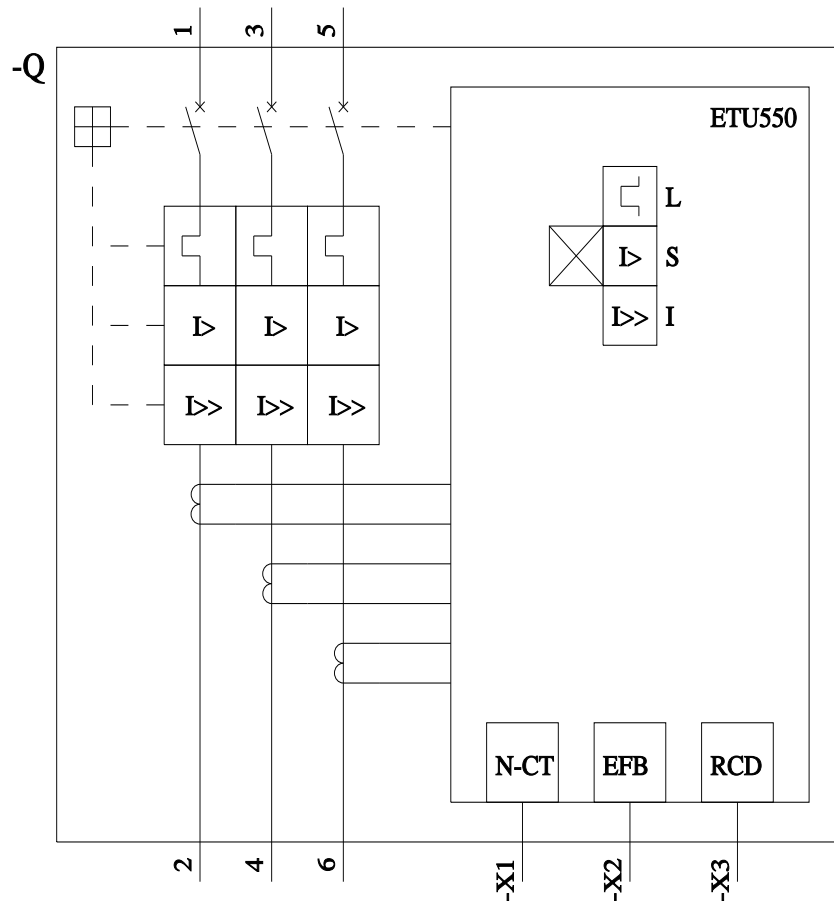 1 3 5
-Q
ETU550
L
I> I> I> I> S
I>> I>> I>> I>> I
N-CT EFB RCD
2 4 6 -X1 -X2 -X3